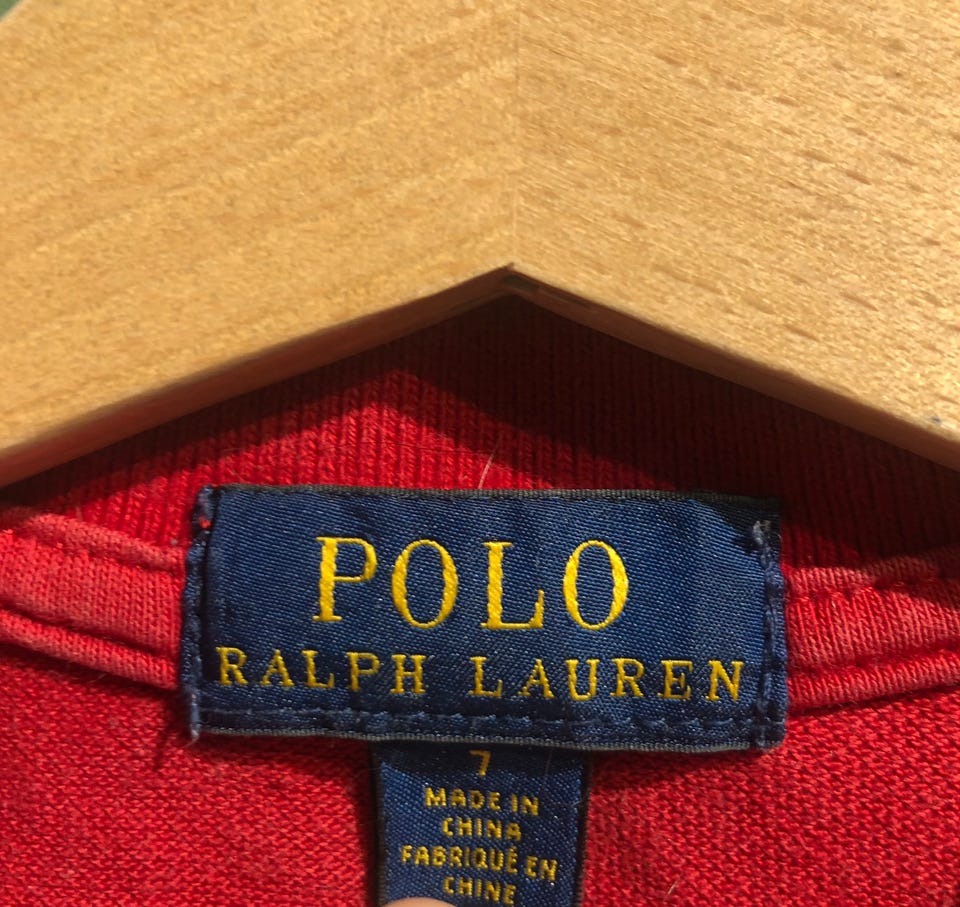 POLO
RALPH LAUREN
7
MADE IN
CHINA
FABRIQUÉ EN
CHINE